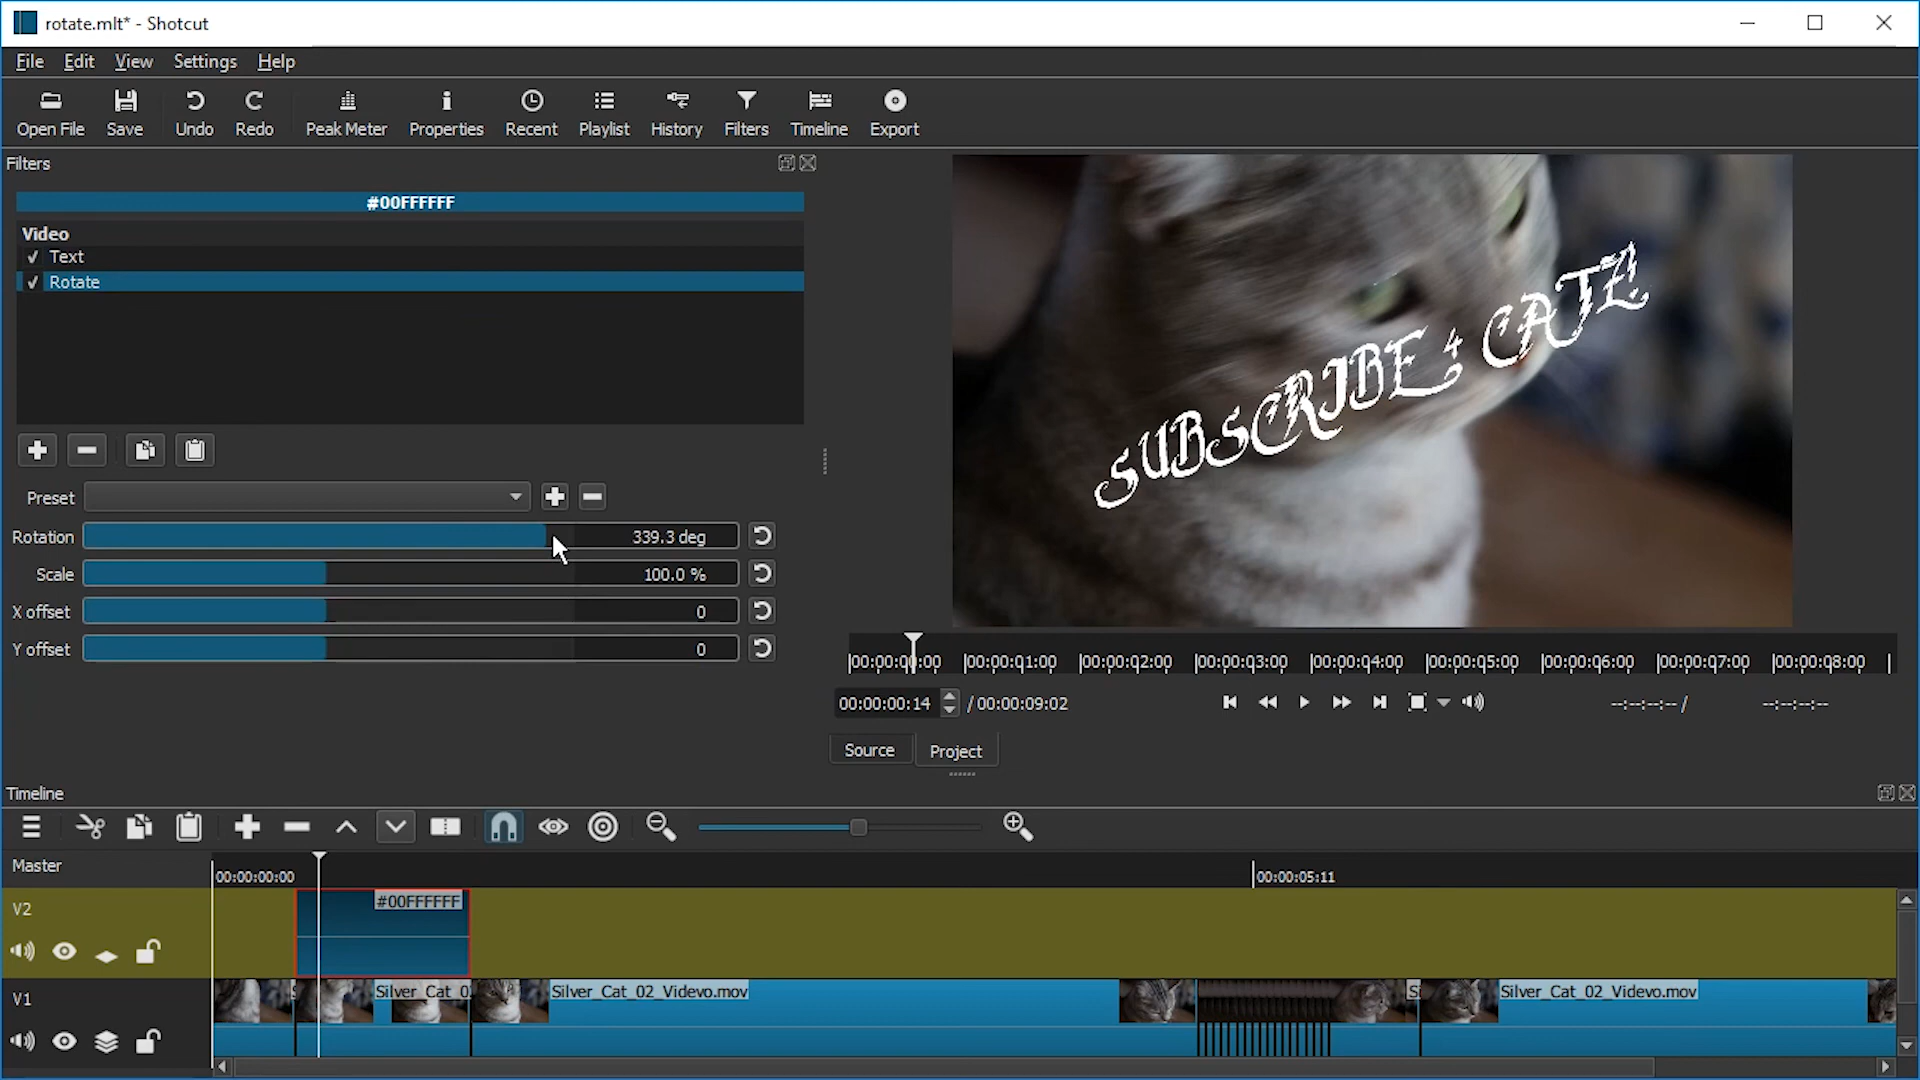 rotate.mlt* - Shotcut
File Edit View Settings Help
Open File Save Undo Redo Peak Meter Properties Recent Playlist History Filters Timeline Export
Filters
#00FFFFFF
Video
Text
Rotate
SUBSCRIBE 4 CATZ
Preset
Rotation 339.3 deg
Scale 100.0 %
X offset 0
Y offset 0
00:00:00:00 00:00:01:00 00:00:02:00 00:00:03:00 00:00:04:00 00:00:05:00 00:00:06:00 00:00:07:00 00:00:08:00
00:00:00:14 / 00:00:09:02 --:--:--:-- / --:--:--:--
Source Project
Timeline
Master
00:00:00:00 00:00:05:11
V2
#00FFFFFF
V1
Silver_Cat_0 Silver_Cat_02_Videvo.mov Si Silver_Cat_02_Videvo.mov